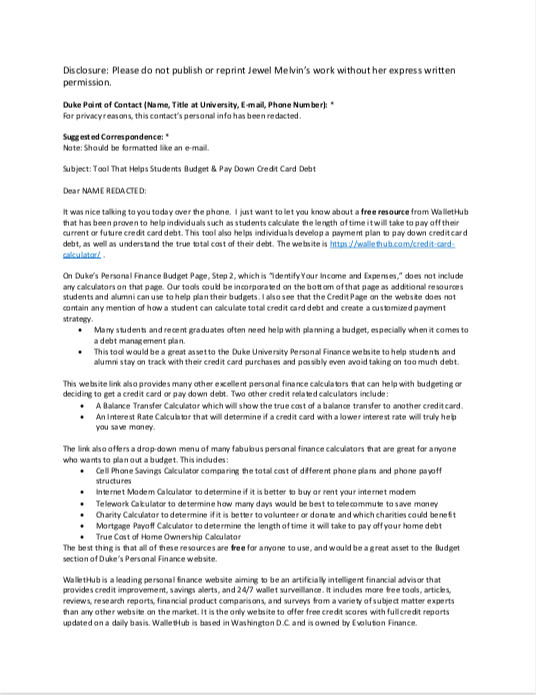 Disclosure: Please do not publish or reprint Jewel Melvin's work without her express written
permission.
Duke Point of Contact (Name, Title at University, E-mail, Phone Number): *
For privacy reasons, this contact's personal info has been redacted.
Suggested Correspondence: *
Note: Should be formatted like an e-mail.
Subject: Tool That Helps Students Budget & Pay Down Credit Card Debt
Dear NAME REDACTED:
It was nice talking to you today over the phone. I just want to let you know about a free resource from WalletHub
that has been proven to help individuals such as students calculate the length of time it will take to pay off their
current or future credit card debt. This tool also helps individuals develop a payment plan to pay down credit card
debt, as well as understand the true total cost of their debt. The website is https://wallethub.com/credit-card-
calculator/ .
On Duke's Personal Finance Budget Page, Step 2, which is "Identify Your Income and Expenses," does not include
any calculators on that page. Our tools could be incorporated on the bottom of that page as additional resources
students and alumni can use to help plan their budgets. I also see that the Credit Page on the website does not
contain any mention of how a student can calculate total credit card debt and create a customized payment
strategy.
• Many students and recent graduates often need help with planning a budget, especially when it comes to
a debt management plan.
• This tool would be a great asset to the Duke University Personal Finance website to help students and
alumni stay on track with their credit card purchases and possibly even avoid taking on too much debt.
This website link also provides many other excellent personal finance calculators that can help with budgeting or
deciding to get a credit card or pay down debt. Two other credit related calculators include:
• A Balance Transfer Calculator which will show the true cost of a balance transfer to another credit card.
• An Interest Rate Calculator that will determine if a credit card with a lower interest rate will truly help
you save money.
The link also offers a drop-down menu of many fabulous personal finance calculators that are great for anyone
who wants to plan out a budget. This includes:
• Cell Phone Savings Calculator comparing the total cost of different phone plans and phone payoff
structures
• Internet Modem Calculator to determine if it is better to buy or rent your internet modem
• Telework Calculator to determine how many days would be best to telecommute to save money
• Charity Calculator to determine if it is better to volunteer or donate and which charities could benefit
• Mortgage Payoff Calculator to determine the length of time it will take to pay off your home debt
• True Cost of Home Ownership Calculator
The best thing is that all of these resources are free for anyone to use, and would be a great asset to the Budget
section of Duke's Personal Finance website.
WalletHub is a leading personal finance website aiming to be an artificially intelligent financial advisor that
provides credit improvement, savings alerts, and 24/7 wallet surveillance. It includes more free tools, articles,
reviews, research reports, financial product comparisons, and surveys from a variety of subject matter experts
than any other website on the market. It is the only website to offer free credit scores with full credit reports
updated on a daily basis. WalletHub is based in Washington D.C. and is owned by Evolution Finance.